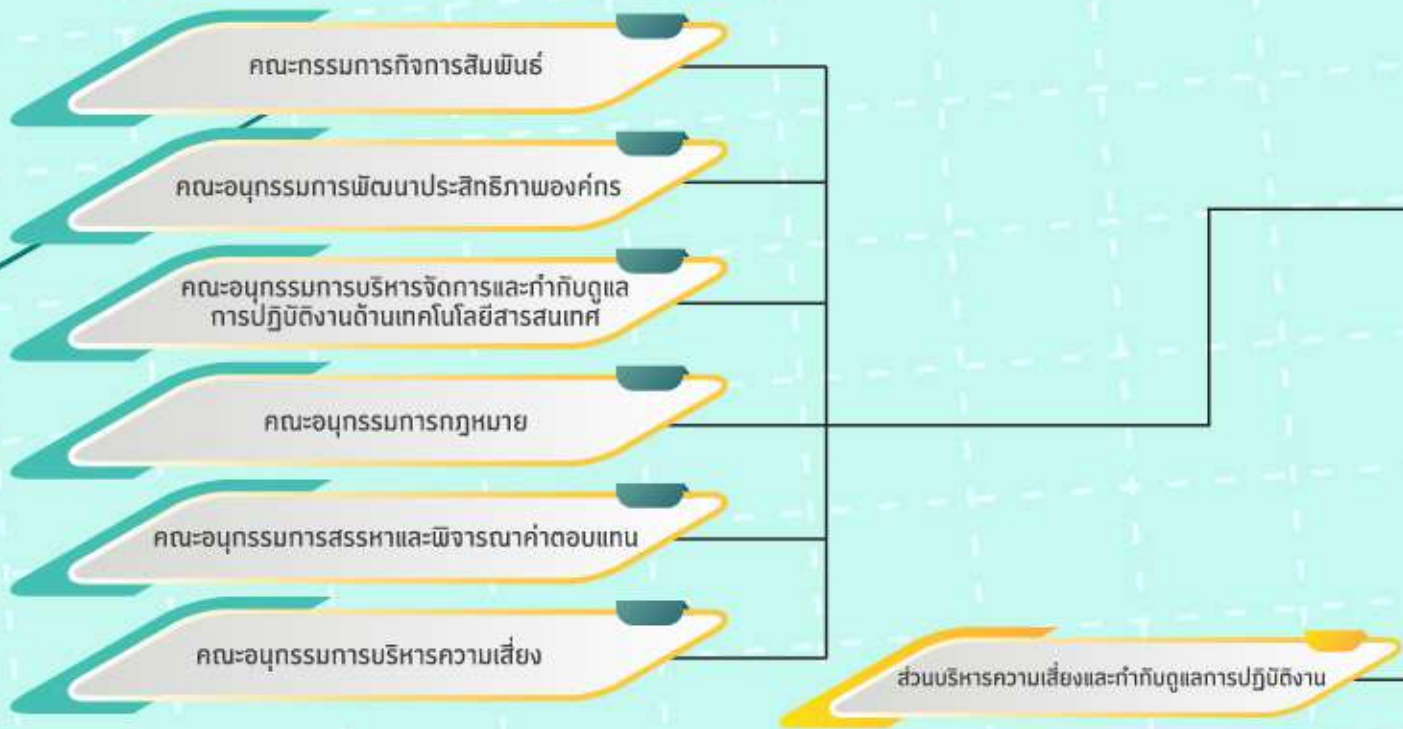 คณะกรรมการกิจการสัมพันธ์
คณะอนุกรรมการพัฒนาประสิทธิภาพองค์กร
คณะอนุกรรมการบริหารจัดการและกำกับดูแล
การปฏิบัติงานด้านเทคโนโลยีสารสนเทศ
คณะอนุกรรมการกฎหมาย
คณะอนุกรรมการสรรหาและพิจารณาค่าตอบแทน
คณะอนุกรรมการบริหารความเสี่ยง
ส่วนบริหารความเสี่ยงและกำกับดูแลการปฏิบัติงาน